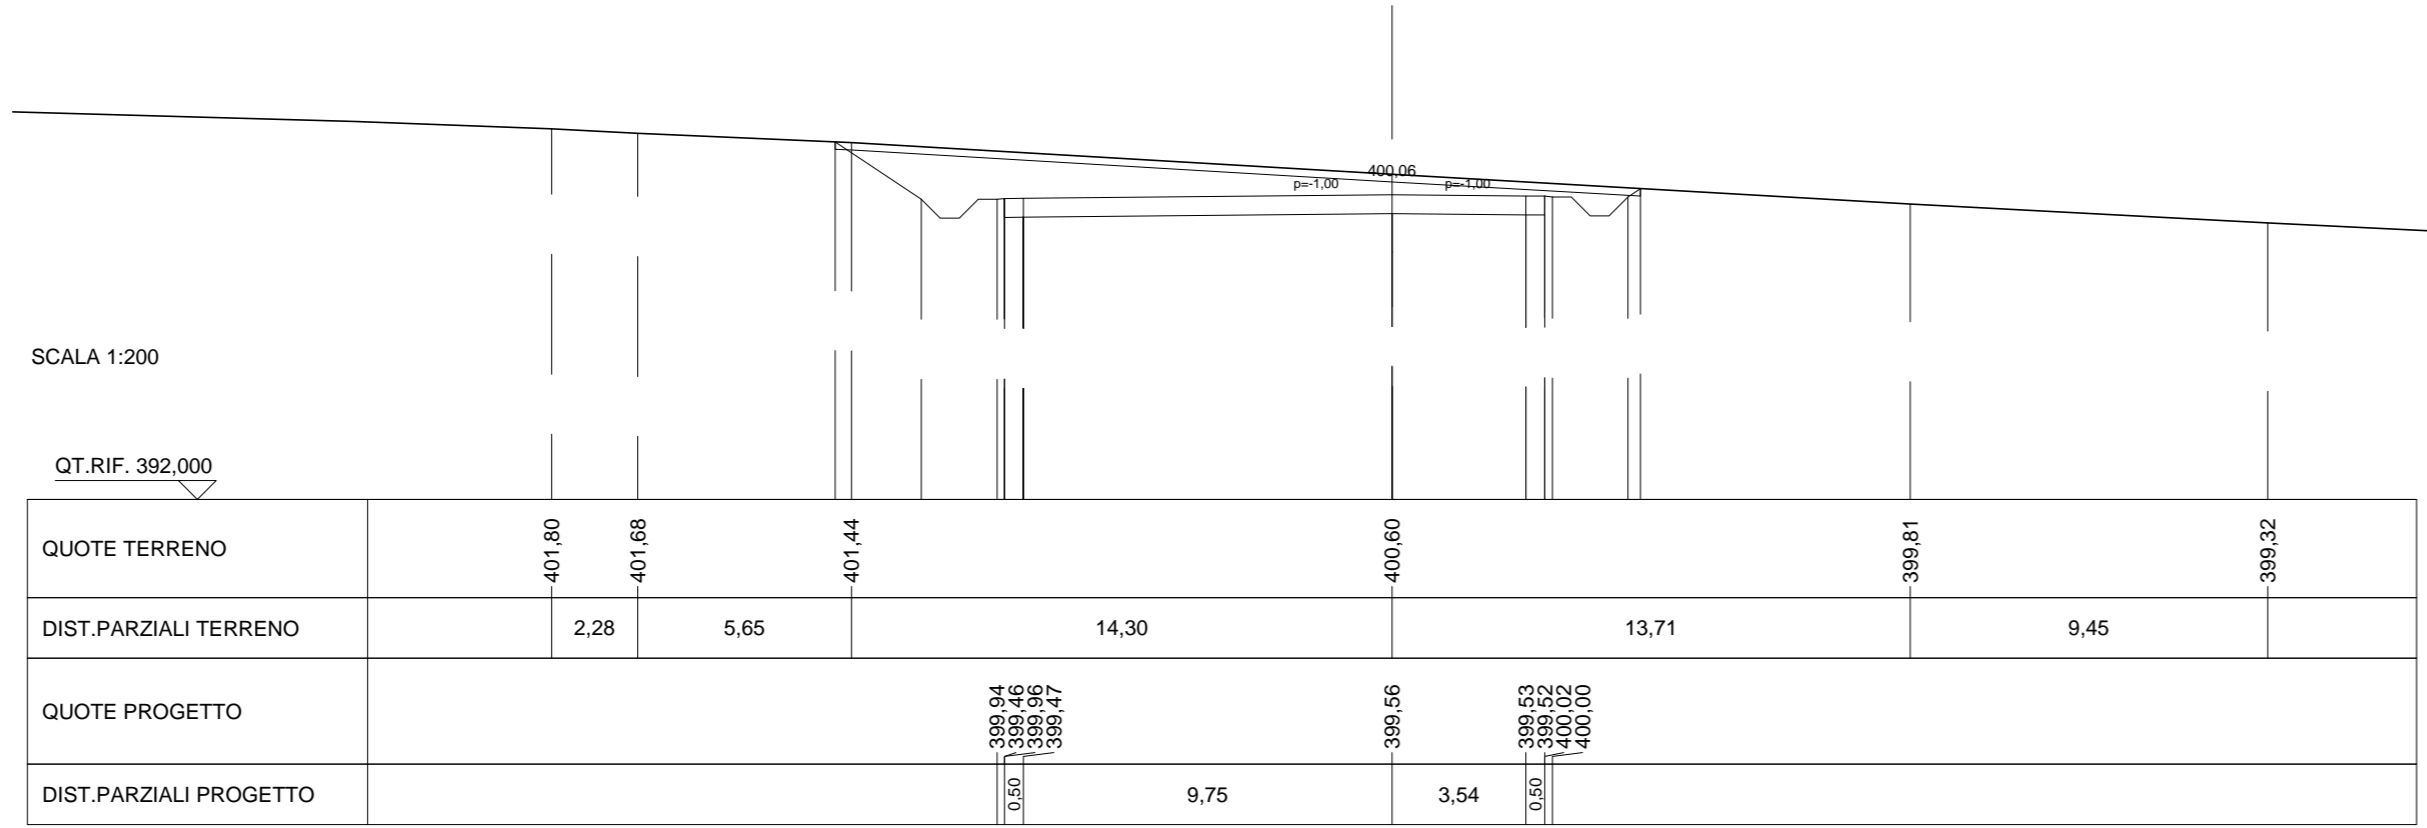 400,06
p=-1,00 p=-1,00
SCALA 1:200
QT.RIF. 392,000
QUOTE TERRENO 401,80 401,68 401,44 400,60 399,81 399,32
DIST.PARZIALI TERRENO 2,28 5,65 14,30 13,71 9,45
QUOTE PROGETTO 399,94 399,46 399,96 399,47 399,56 399,53 399,52 400,02 400,00
DIST.PARZIALI PROGETTO 0,50 9,75 3,54 0,50